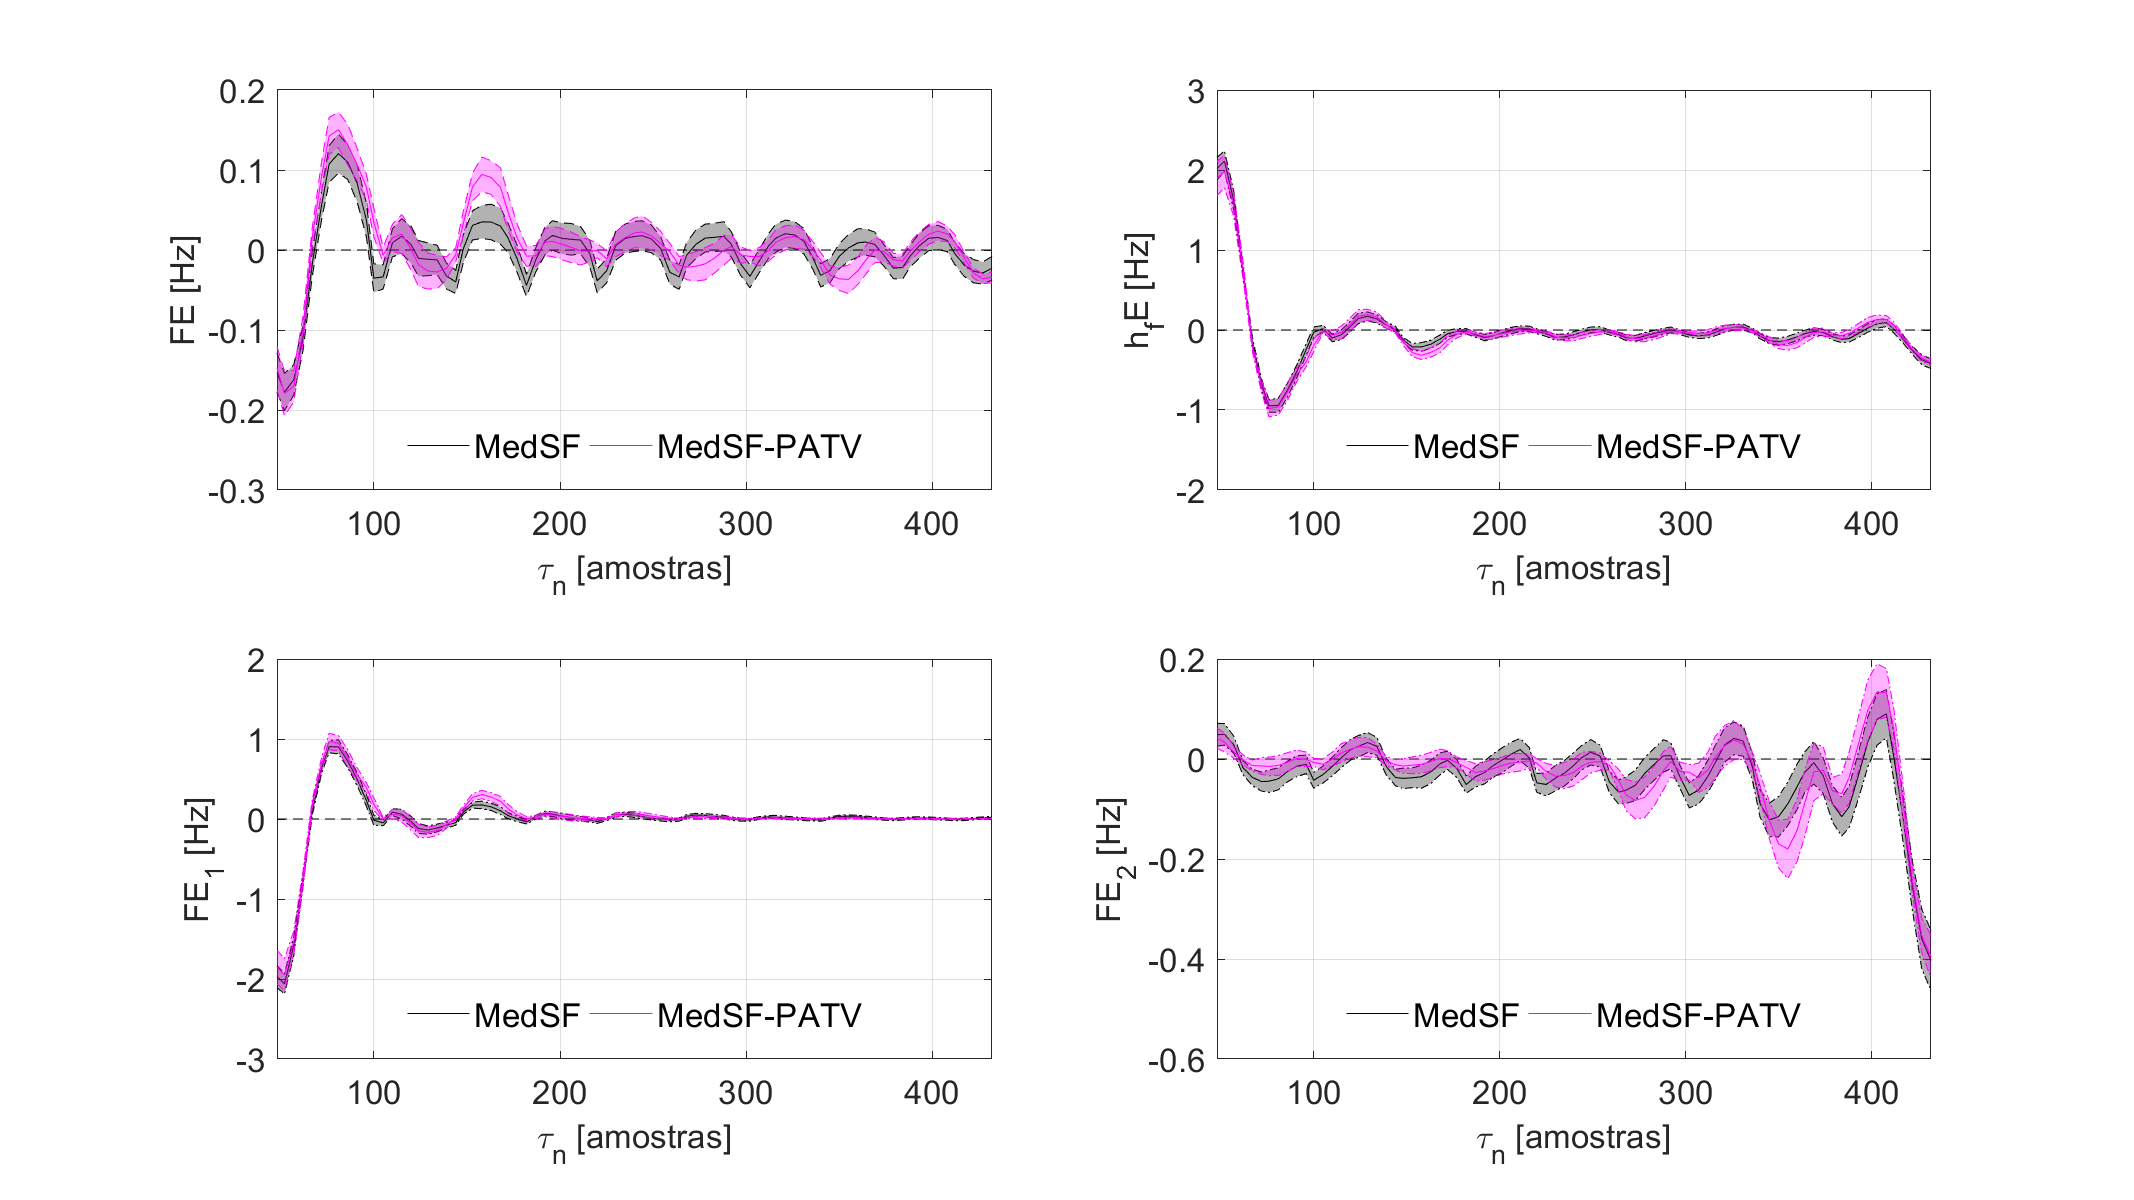 0.2
0.1
0
-0.1
-0.2
-0.3
FE [Hz]
MedSF MedSF-PATV
100 200 300 400
τn [amostras]
3
2
1
0
-1
-2
hfE [Hz]
MedSF MedSF-PATV
100 200 300 400
τn [amostras]
2
1
0
-1
-2
-3
FE1 [Hz]
MedSF MedSF-PATV
100 200 300 400
τn [amostras]
0.2
0
-0.2
-0.4
-0.6
FE2 [Hz]
MedSF MedSF-PATV
100 200 300 400
τn [amostras]